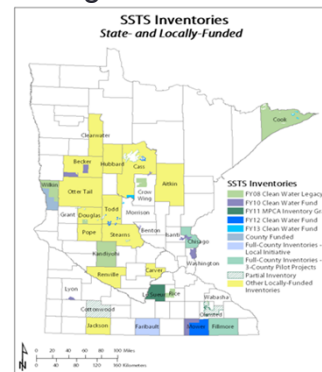 SSTS Inventories
State- and Locally-Funded
Cook
Clearwater
Becker
Hubbard
Cass
Wilkin
Otter Tail
Crow
Wing
Aitkin
Todd
Morrison
Grant
Douglas
Pope
Stearns
Benton
Isanti
Chisago
Kandiyohi
Washington
Renville
Carver
Lyon
Rice
Wabasha
Cottonwood
Olmsted
Jackson
Faribault
Fillmore
SSTS Inventories
FY08 Clean Water Legacy
FY10 Clean Water Fund
FY11 MPCA Inventory Gr
FY12 Clean Water Fund
FY13 Clean Water Fund
County Funded
Full-County Inventories -
Local Initiative
Full-County Inventories -
3-County Pilot Projects
Partial Inventory
Other Locally-Funded
Inventories
N
0 20 40 80 120 160 Miles
0 20 40 80 120 160 Kilometers